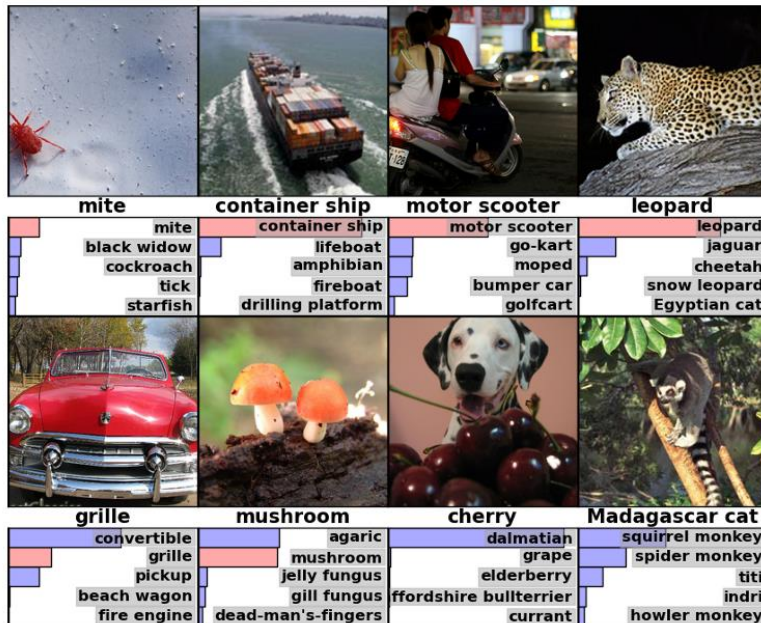 mite
container ship
motor scooter
leopard
mite
black widow
cockroach
tick
starfish
container ship
lifeboat
amphibian
fireboat
drilling platform
motor scooter
go-kart
moped
bumper car
golfcart
leopard
jaguar
cheetah
snow leopard
Egyptian cat
grille
mushroom
cherry
Madagascar cat
convertible
grille
pickup
beach wagon
fire engine
agaric
mushroom
jelly fungus
gill fungus
dead-man's-fingers
dalmatian
grape
elderberry
ffordshire bullterrier
currant
squirrel monkey
spider monkey
titi
indri
howler monkey